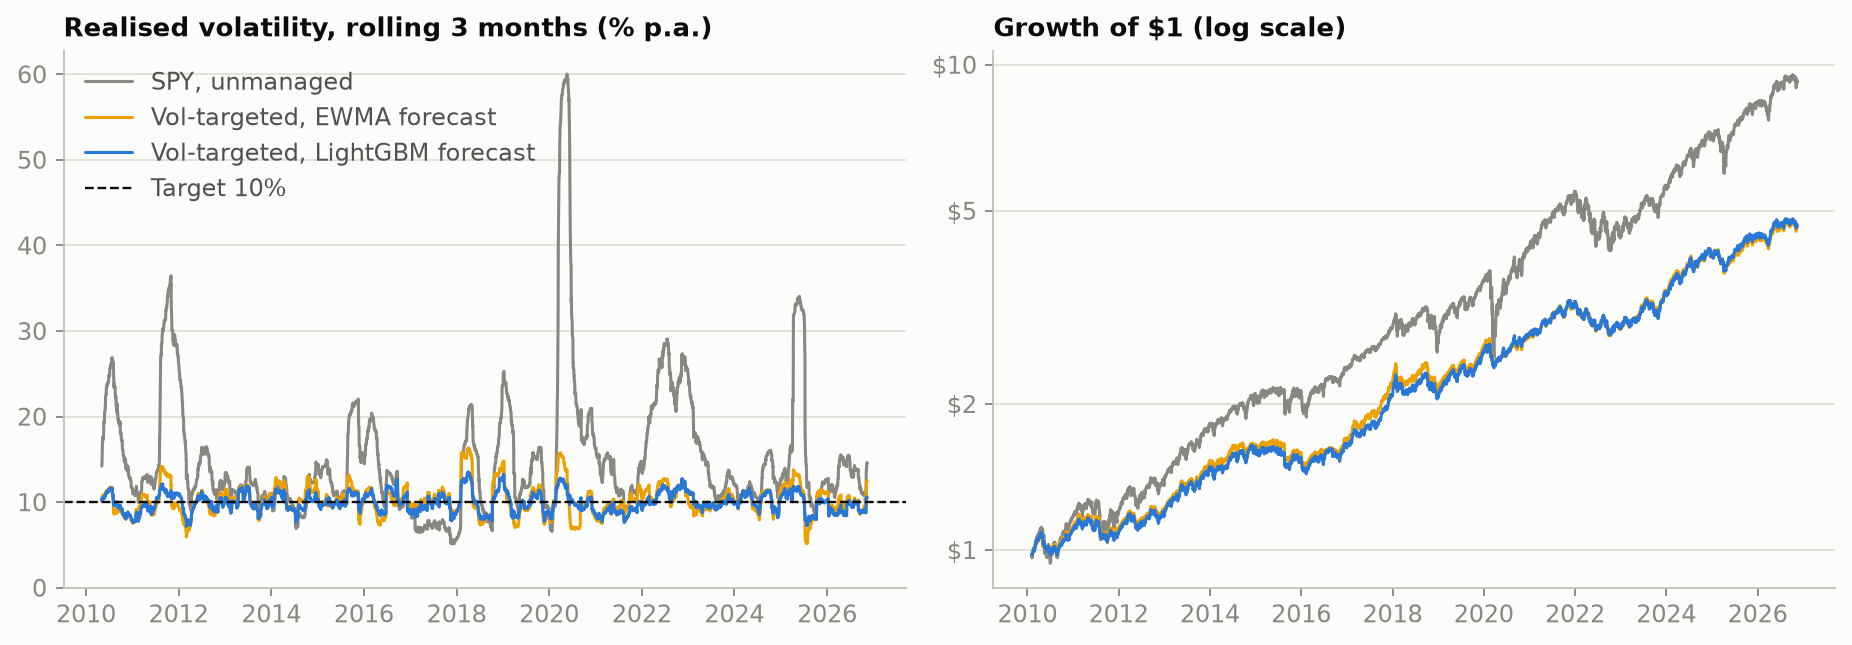 Realised volatility, rolling 3 months (% p.a.)
60
50
40
30
20
10
0
SPY, unmanaged
Vol-targeted, EWMA forecast
Vol-targeted, LightGBM forecast
Target 10%
2010 2012 2014 2016 2018 2020 2022 2024 2026
Growth of $1 (log scale)
$10
$5
$2
$1
2010 2012 2014 2016 2018 2020 2022 2024 2026